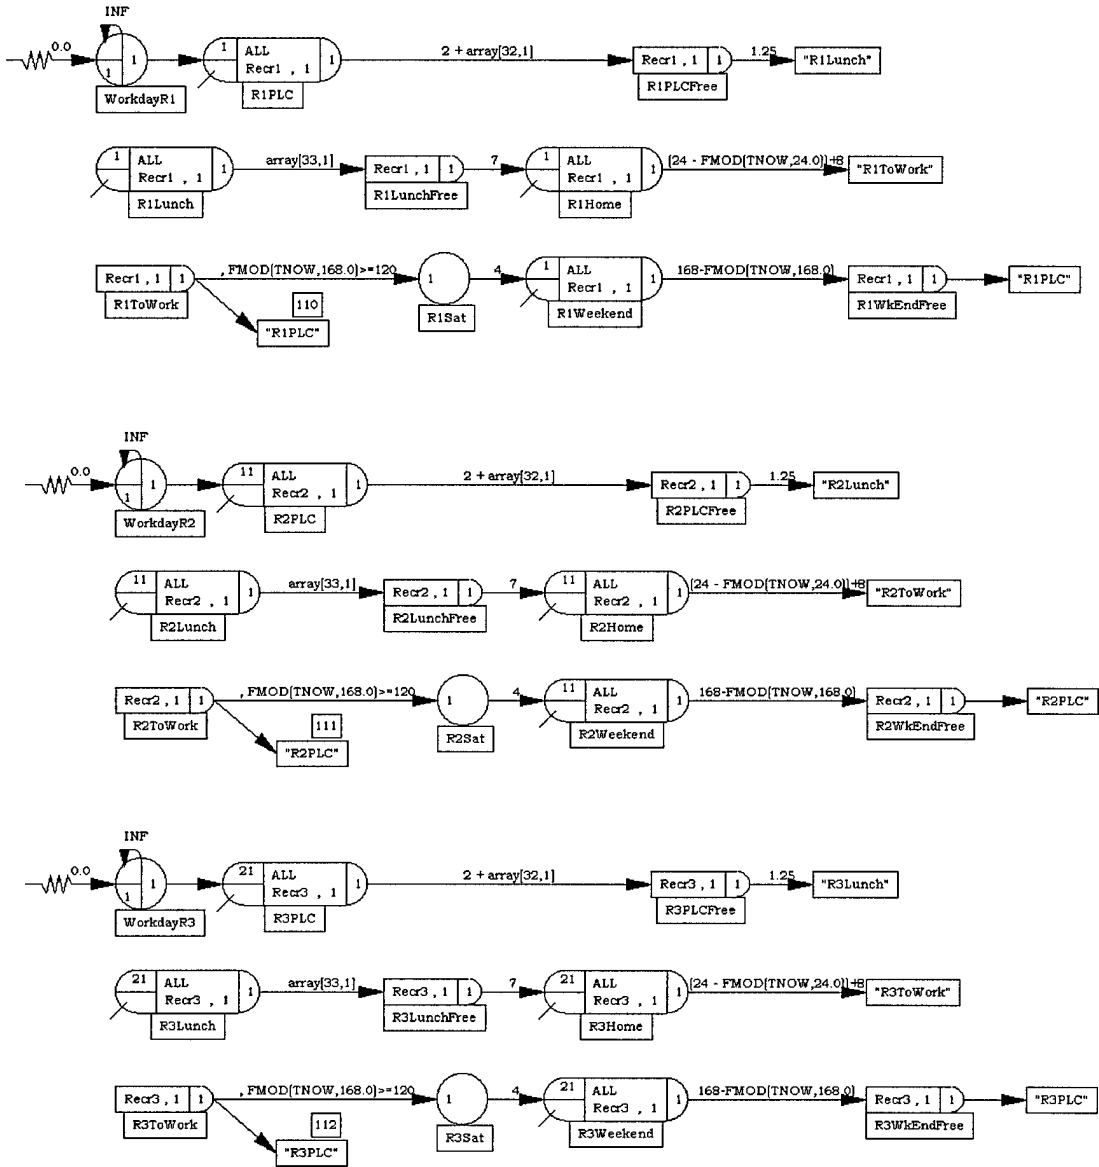 INF
0.0
1
1
WorkdayR1
1
ALL
Recr1 , 1
1
R1PLC
2 + array[32,1]
Recr1 , 1
1
R1PLCFree
1.25
"R1Lunch"
1
ALL
Recr1 , 1
1
R1Lunch
array[33,1]
Recr1 , 1
1
R1LunchFree
7
1
ALL
Recr1 , 1
1
R1Home
[24 - FMOD[TNOW,24.0]]+8
"R1ToWork"
Recr1 , 1
1
R1ToWork
, FMOD[TNOW,168.0]>=120
110
"R1PLC"
1
R1Sat
4
1
ALL
Recr1 , 1
1
R1Weekend
168-FMOD[TNOW,168.0]
Recr1 , 1
1
R1WkEndFree
"R1PLC"
INF
0.0
1
1
WorkdayR2
11
ALL
Recr2 , 1
1
R2PLC
2 + array[32,1]
Recr2 , 1
1
R2PLCFree
1.25
"R2Lunch"
11
ALL
Recr2 , 1
1
R2Lunch
array[33,1]
Recr2 , 1
1
R2LunchFree
7
11
ALL
Recr2 , 1
1
R2Home
[24 - FMOD[TNOW,24.0]]+8
"R2ToWork"
Recr2 , 1
1
R2ToWork
, FMOD[TNOW,168.0]>=120
111
"R2PLC"
1
R2Sat
4
11
ALL
Recr2 , 1
1
R2Weekend
168-FMOD[TNOW,168.0]
Recr2 , 1
1
R2WkEndFree
"R2PLC"
INF
0.0
1
1
WorkdayR3
21
ALL
Recr3 , 1
1
R3PLC
2 + array[32,1]
Recr3 , 1
1
R3PLCFree
1.25
"R3Lunch"
21
ALL
Recr3 , 1
1
R3Lunch
array[33,1]
Recr3 , 1
1
R3LunchFree
7
21
ALL
Recr3 , 1
1
R3Home
[24 - FMOD[TNOW,24.0]]+8
"R3ToWork"
Recr3 , 1
1
R3ToWork
, FMOD[TNOW,168.0]>=120
112
"R3PLC"
1
R3Sat
4
21
ALL
Recr3 , 1
1
R3Weekend
168-FMOD[TNOW,168.0]
Recr3 , 1
1
R3WkEndFree
"R3PLC"